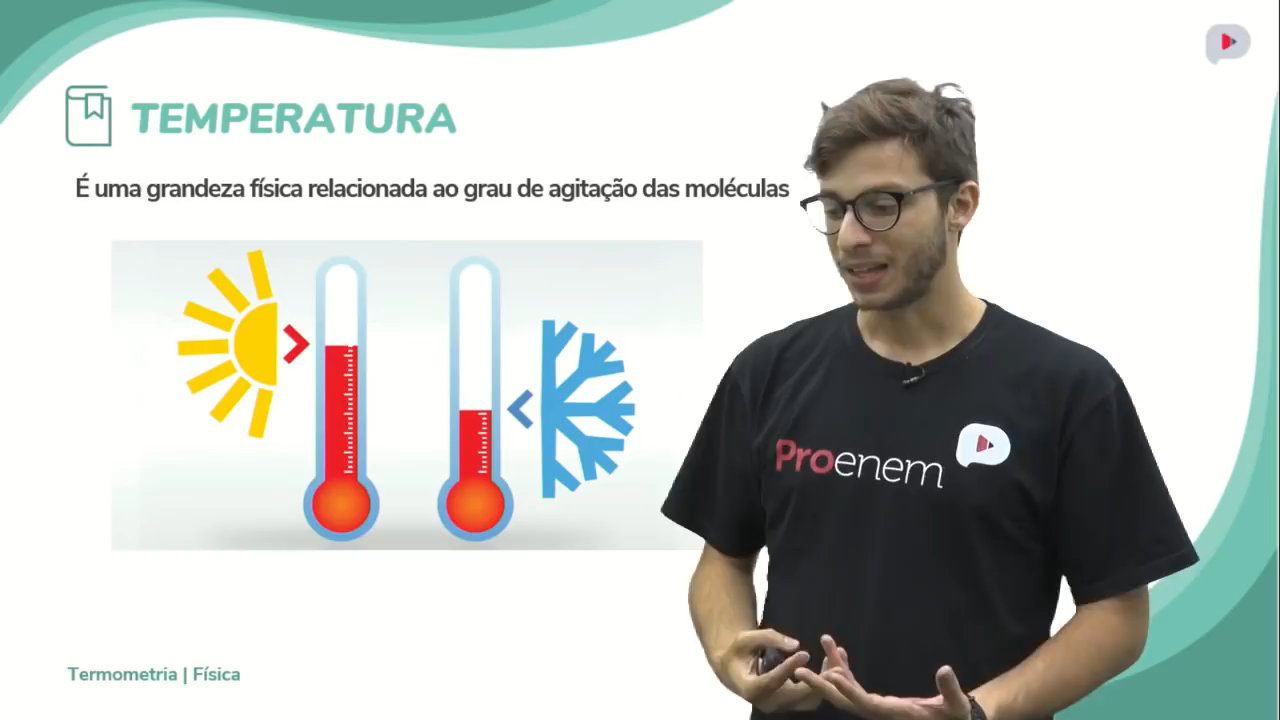 TEMPERATURA
É uma grandeza física relacionada ao grau de agitação das moléculas
Proenem
Termometria | Física